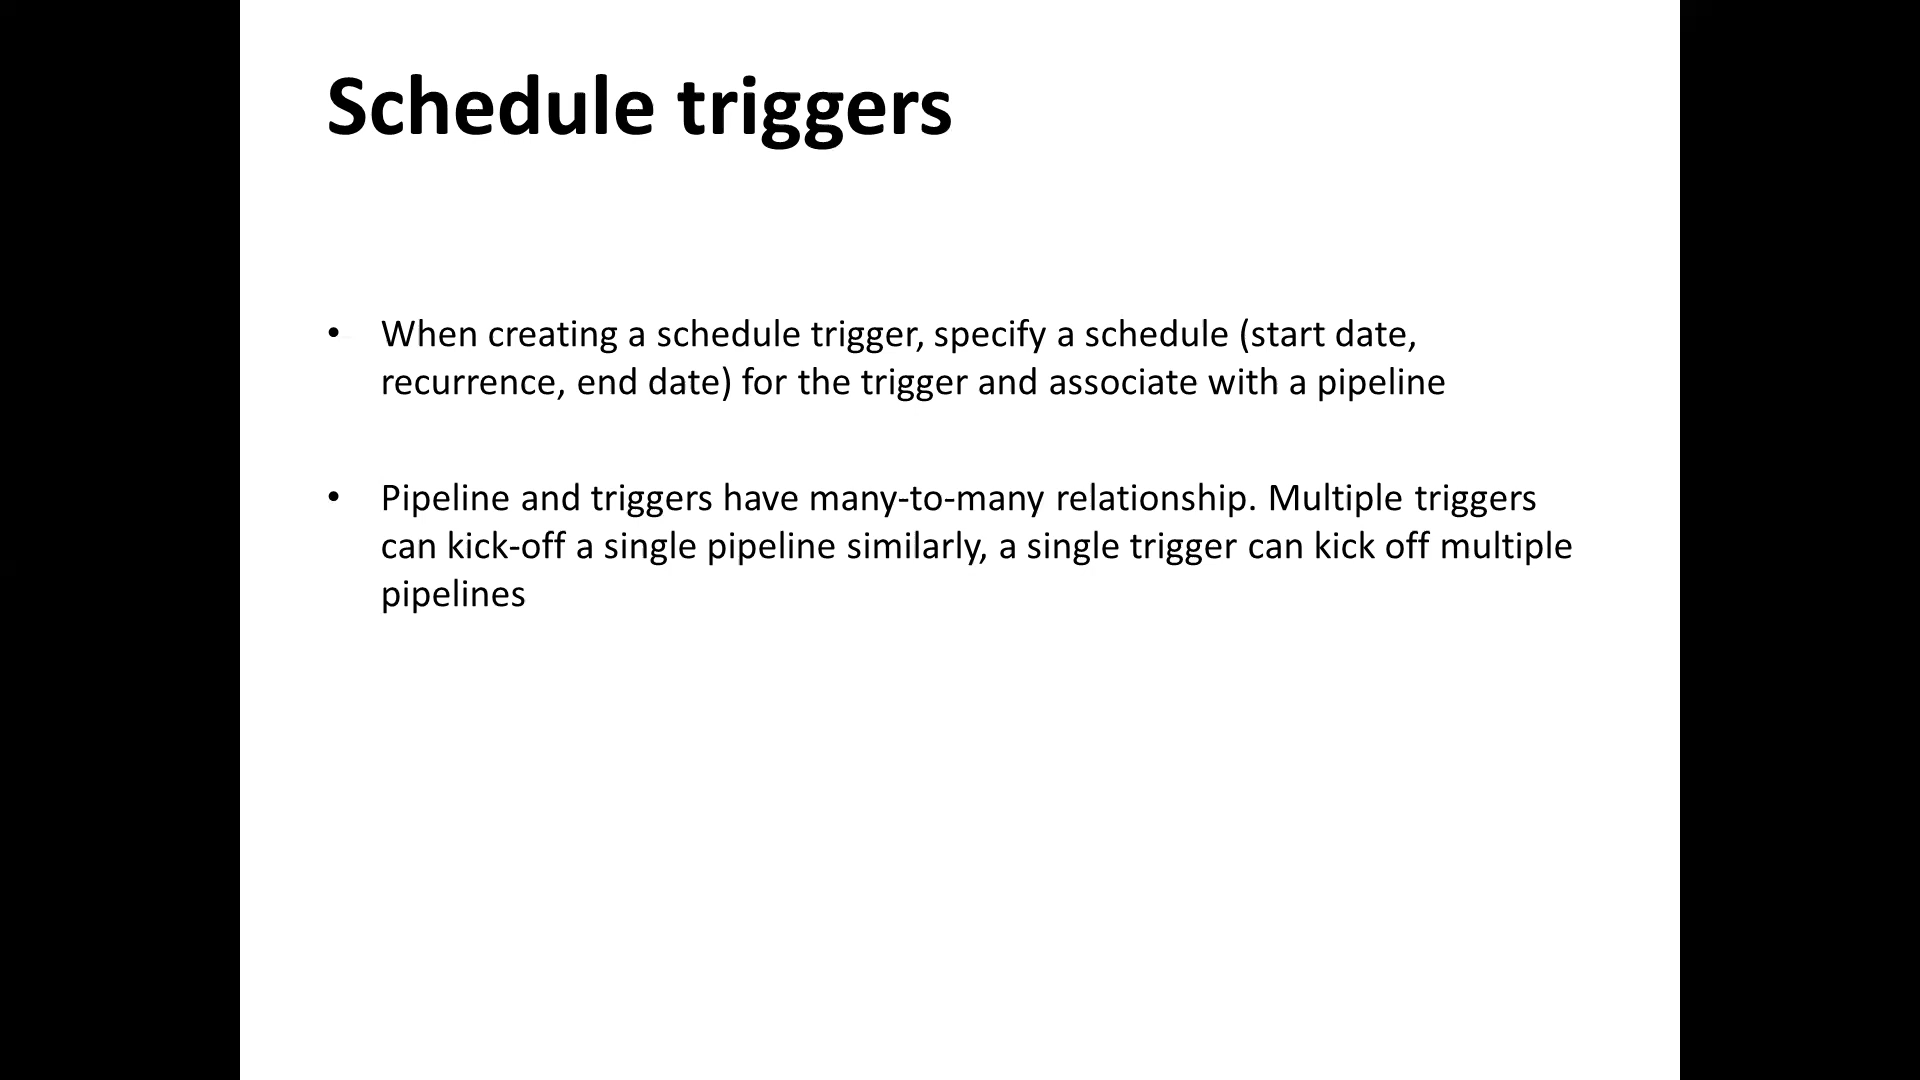 Schedule triggers
• When creating a schedule trigger, specify a schedule (start date,
recurrence, end date) for the trigger and associate with a pipeline
• Pipeline and triggers have many-to-many relationship. Multiple triggers
can kick-off a single pipeline similarly, a single trigger can kick off multiple
pipelines